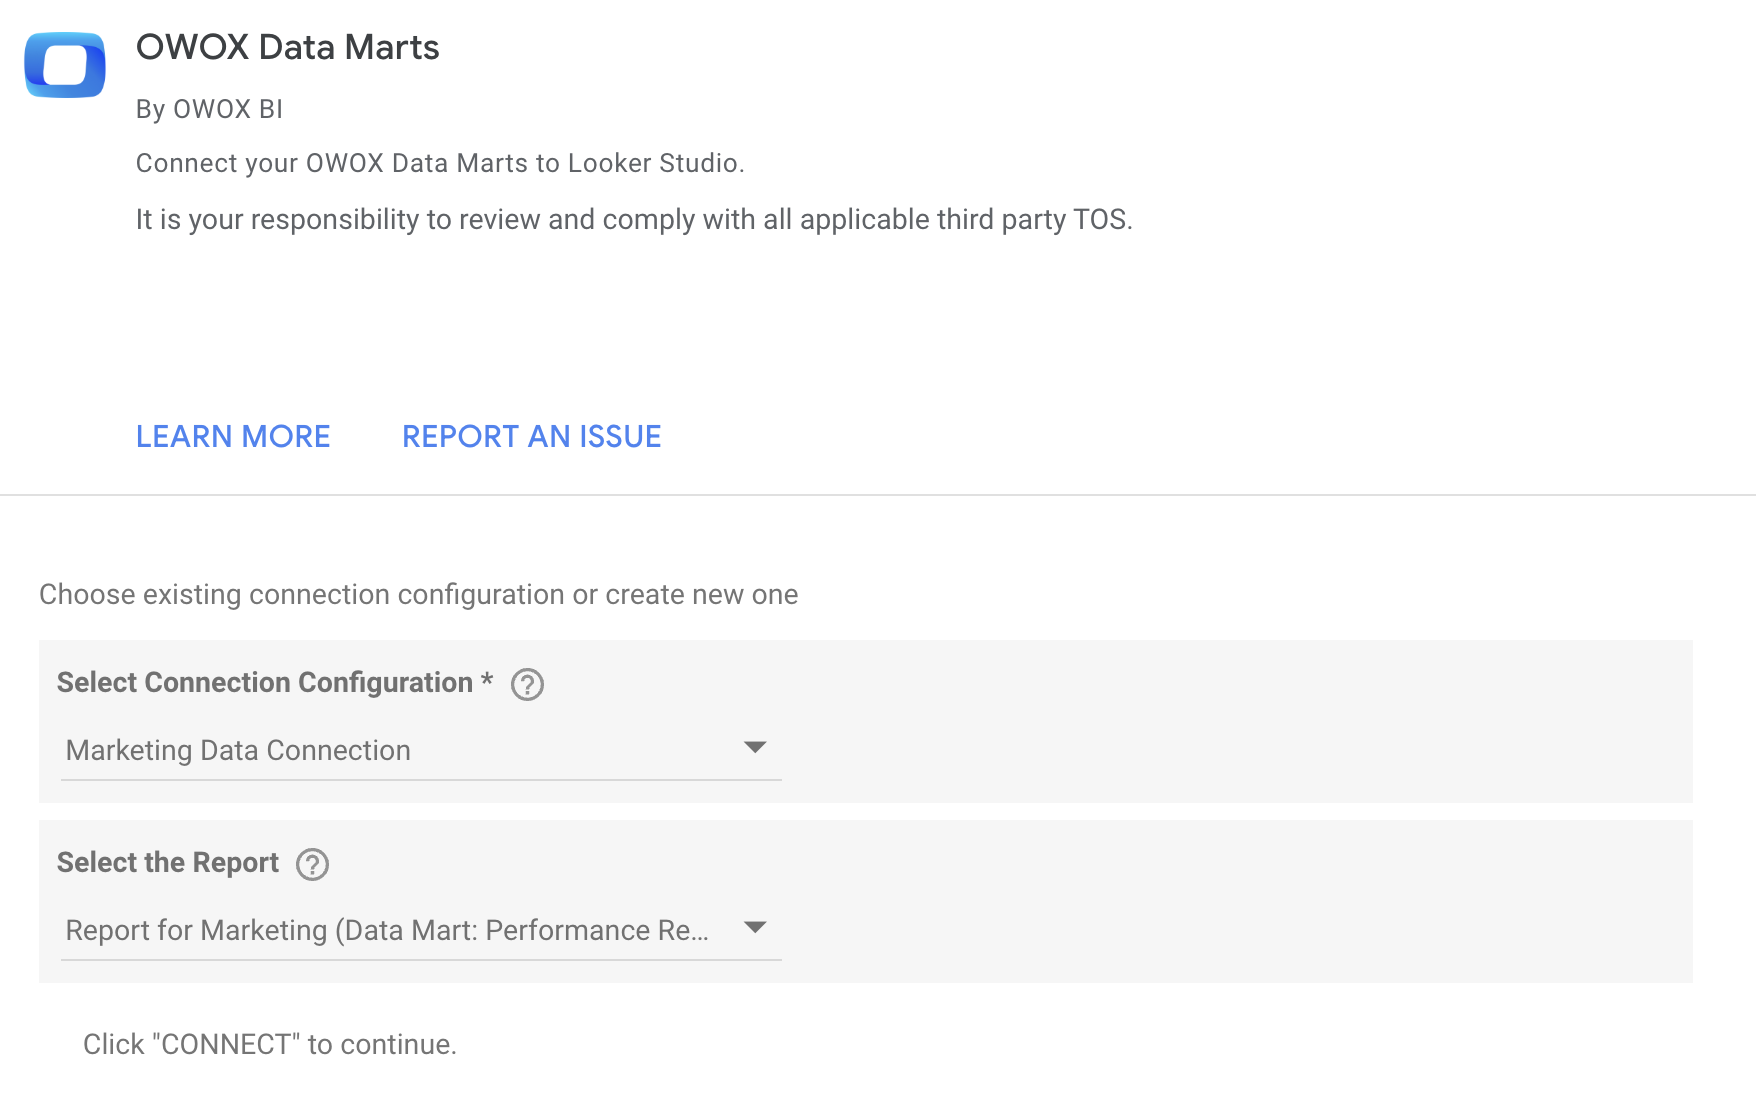 OWOX Data Marts
By OWOX BI
Connect your OWOX Data Marts to Looker Studio.
It is your responsibility to review and comply with all applicable third party TOS.
LEARN MORE REPORT AN ISSUE
Choose existing connection configuration or create new one
Select Connection Configuration *
Marketing Data Connection
Select the Report
Report for Marketing (Data Mart: Performance Re...
Click "CONNECT" to continue.